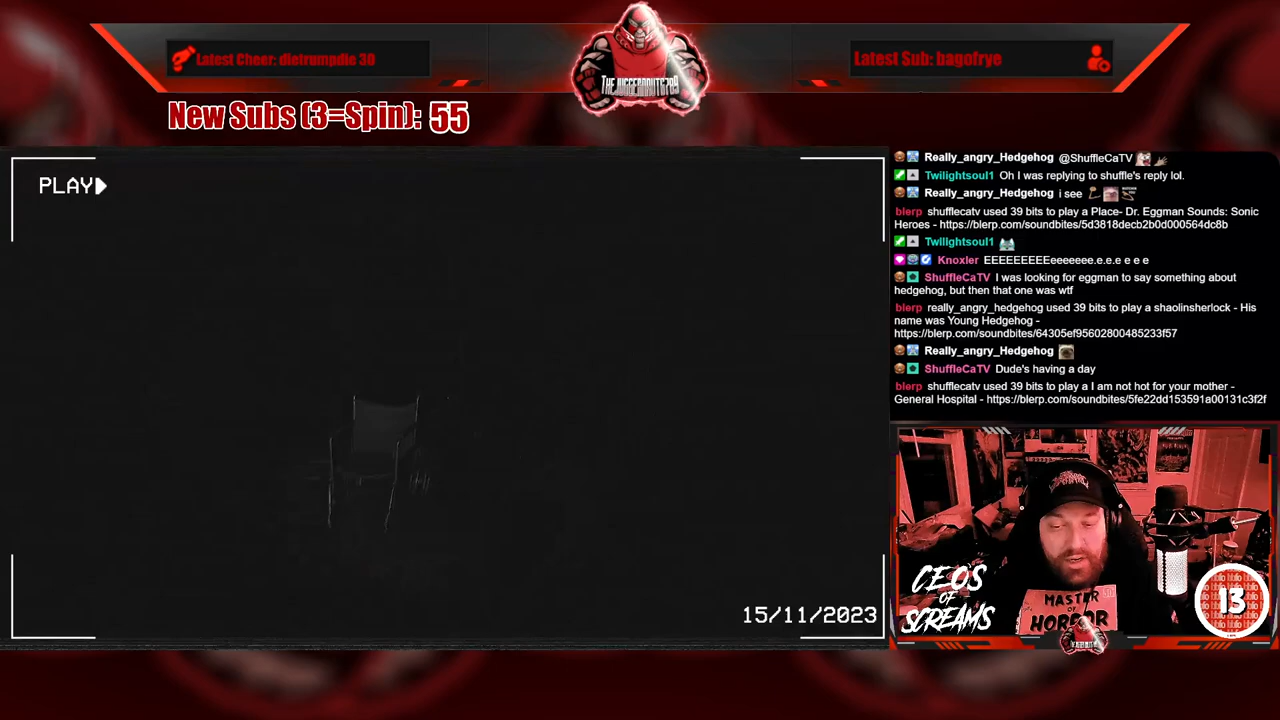 Latest Cheer: dietrumpdie 30
THEJUGGERNAUT6789
Latest Sub: bagofrye
New Subs (3=Spin): 55
PLAY
15/11/2023
Really_angry_Hedgehog @ShuffleCaTV
Twilightsoul1 Oh I was replying to shuffle's reply lol.
Really_angry_Hedgehog i see
blerp shufflecatv used 39 bits to play a Place- Dr. Eggman Sounds: Sonic
Heroes - https://blerp.com/soundbites/5d3818decb2b0d000564dc8b
Twilightsoul1
Knoxler EEEEEEEEEeeeeeee.e.e.e e e e
ShuffleCaTV I was looking for eggman to say something about
hedgehog, but then that one was wtf
blerp really_angry_hedgehog used 39 bits to play a shaolinsherlock - His
name was Young Hedgehog -
https://blerp.com/soundbites/64305ef95602800485233f57
Really_angry_Hedgehog
ShuffleCaTV Dude's having a day
blerp shufflecatv used 39 bits to play a I am not hot for your mother -
General Hospital - https://blerp.com/soundbites/5fe22dd153591a00131c3f2f
CEOS
OF
SCREAMS
MASTER
OF
HORROR
13